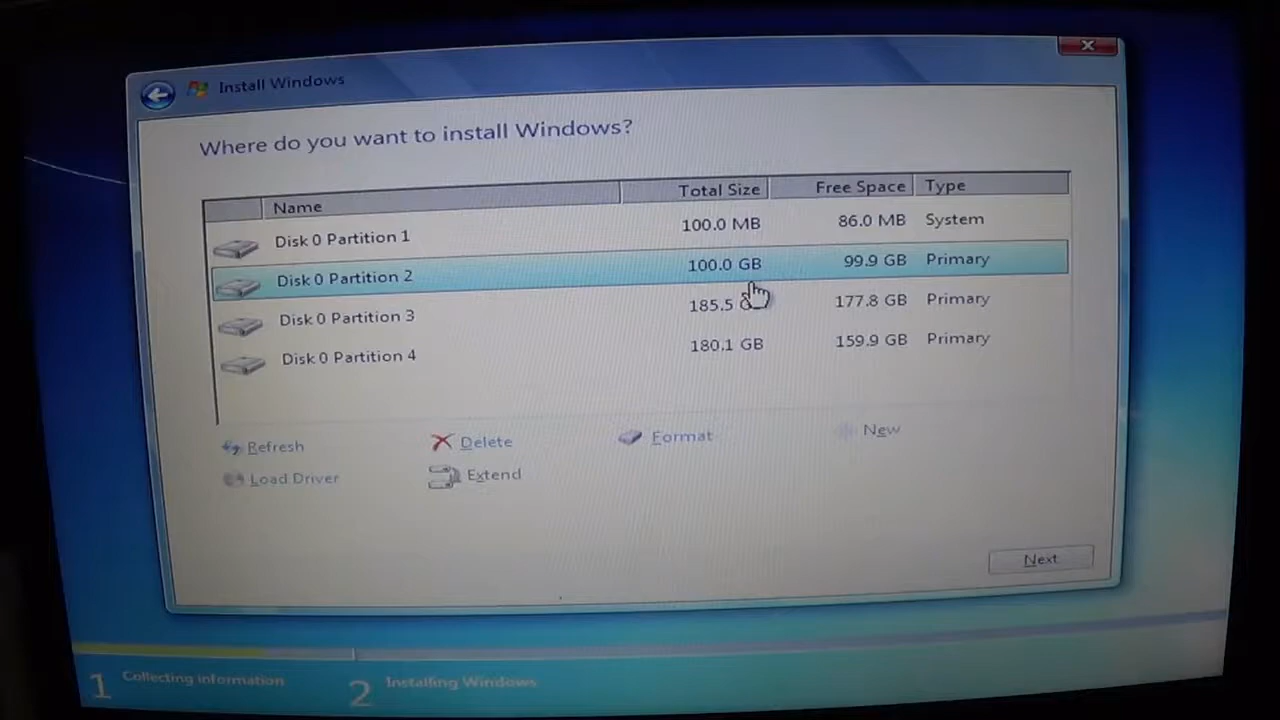 Install Windows
Where do you want to install Windows?
Name Total Size Free Space Type
Disk 0 Partition 1 100.0 MB 86.0 MB System
Disk 0 Partition 2 100.0 GB 99.9 GB Primary
Disk 0 Partition 3 185.5 177.8 GB Primary
Disk 0 Partition 4 180.1 GB 159.9 GB Primary
Refresh Delete Format New
Load Driver Extend
Next
1 Collecting information 2 Installing Windows